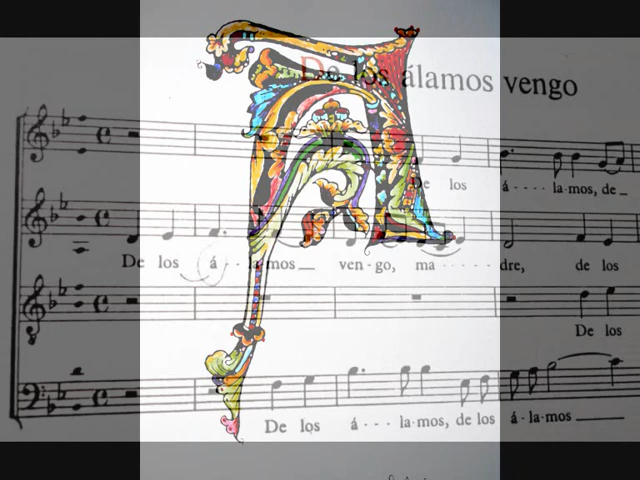 De los álamos vengo
De los á - - - - la-mos, de
De los á - - la-mos ven-go, ma - - - - - dre, de los
De los
De los á - - - la-mos, de los á-la-mos